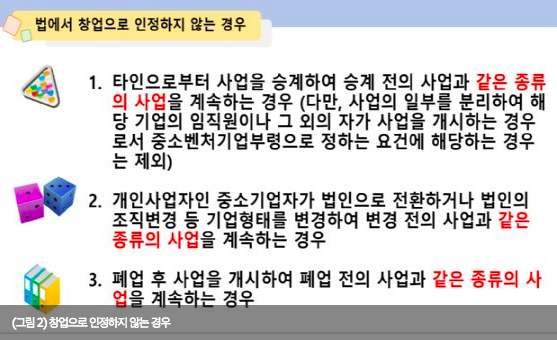 법에서 창업으로 인정하지 않는 경우
1. 타인으로부터 사업을 승계하여 승계 전의 사업과 같은 종류
의 사업을 계속하는 경우 (다만, 사업의 일부를 분리하여 해
당 기업의 임직원이나 그 외의 자가 사업을 개시하는 경우
로서 중소벤처기업부령으로 정하는 요건에 해당하는 경우
는 제외)
2. 개인사업자인 중소기업자가 법인으로 전환하거나 법인의
조직변경 등 기업형태를 변경하여 변경 전의 사업과 같은
종류의 사업을 계속하는 경우
3. 폐업 후 사업을 개시하여 폐업 전의 사업과 같은 종류의 사
업을 계속하는 경우
(그림 2) 창업으로 인정하지 않는 경우